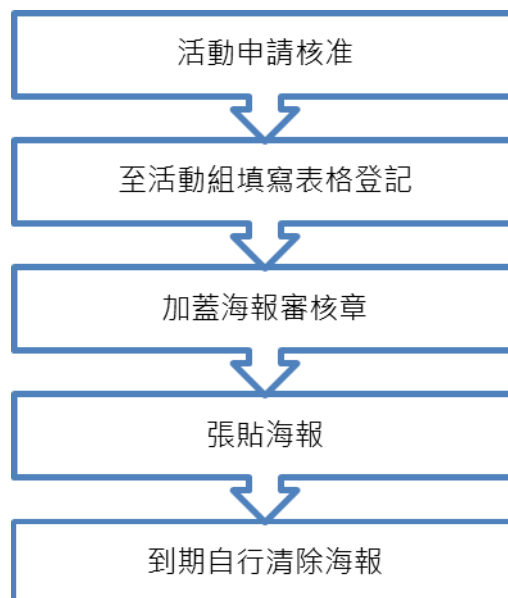 活動申請核准
至活動組填寫表格登記
加蓋海報審核章
張貼海報
到期自行清除海報